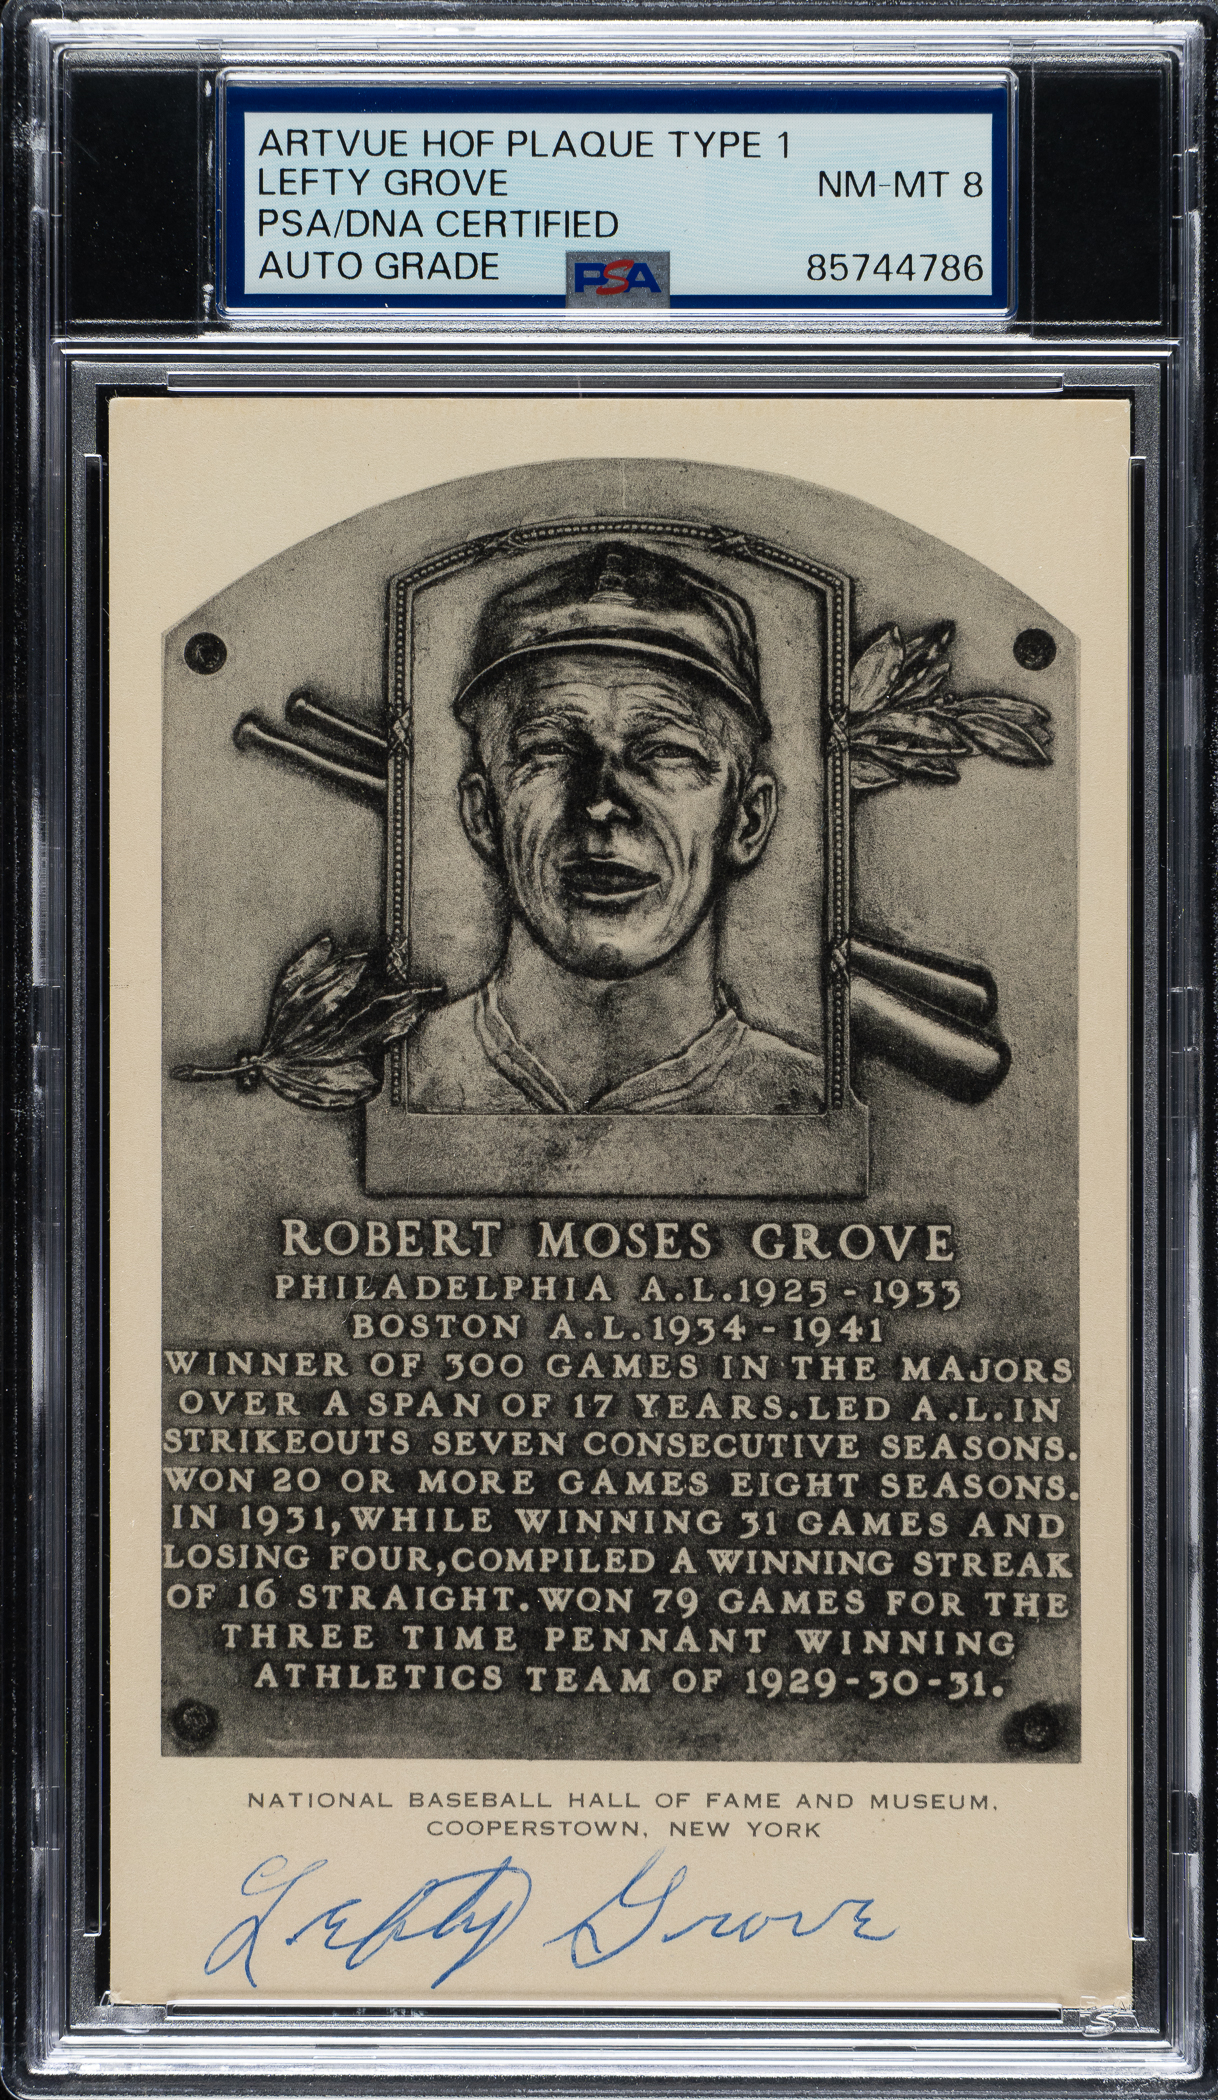 ARTVUE HOF PLAQUE TYPE 1
LEFTY GROVE NM-MT 8
PSA/DNA CERTIFIED
AUTO GRADE PSA 85744786
ROBERT MOSES GROVE
PHILADELPHIA A.L. 1925 - 1933
BOSTON A.L. 1934 - 1941
WINNER OF 300 GAMES IN THE MAJORS
OVER A SPAN OF 17 YEARS. LED A.L. IN
STRIKEOUTS SEVEN CONSECUTIVE SEASONS.
WON 20 OR MORE GAMES EIGHT SEASONS.
IN 1931, WHILE WINNING 31 GAMES AND
LOSING FOUR, COMPILED A WINNING STREAK
OF 16 STRAIGHT. WON 79 GAMES FOR THE
THREE TIME PENNANT WINNING
ATHLETICS TEAM OF 1929-30-31.
NATIONAL BASEBALL HALL OF FAME AND MUSEUM,
COOPERSTOWN, NEW YORK
Lefty Grove